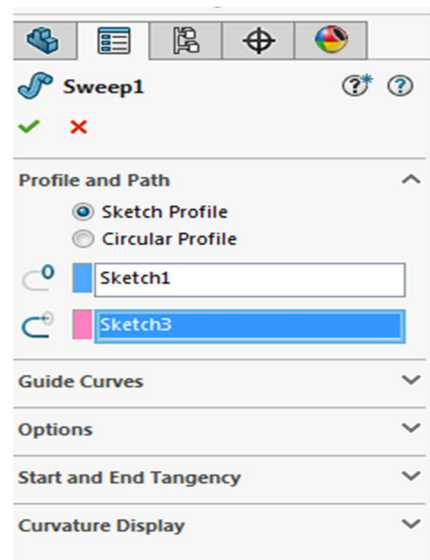 Sweep1
Profile and Path
Sketch Profile
Circular Profile
Sketch1
Sketch3
Guide Curves
Options
Start and End Tangency
Curvature Display